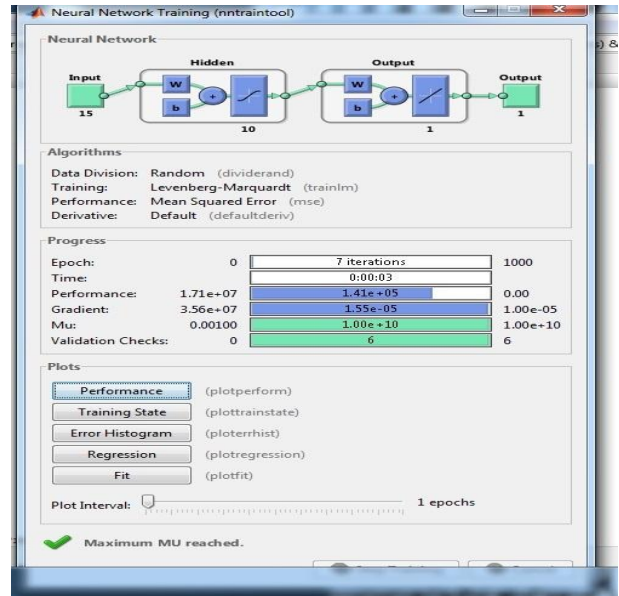 Neural Network Training (nntraintool)
Neural Network
Hidden Output
Input Output
W W
+ +
b b
15 1
10 1
Algorithms
Data Division: Random (dividerand)
Training: Levenberg-Marquardt (trainlm)
Performance: Mean Squared Error (mse)
Derivative: Default (defaultderiv)
Progress
Epoch: 0 7 iterations 1000
Time: 0:00:03
Performance: 1.71e+07 1.41e+05 0.00
Gradient: 3.56e+07 1.55e-05 1.00e-05
Mu: 0.00100 1.00e+10 1.00e+10
Validation Checks: 0 6 6
Plots
Performance (plotperform)
Training State (plottrainstate)
Error Histogram (ploterrhist)
Regression (plotregression)
Fit (plotfit)
Plot Interval: 1 epochs
Maximum MU reached.